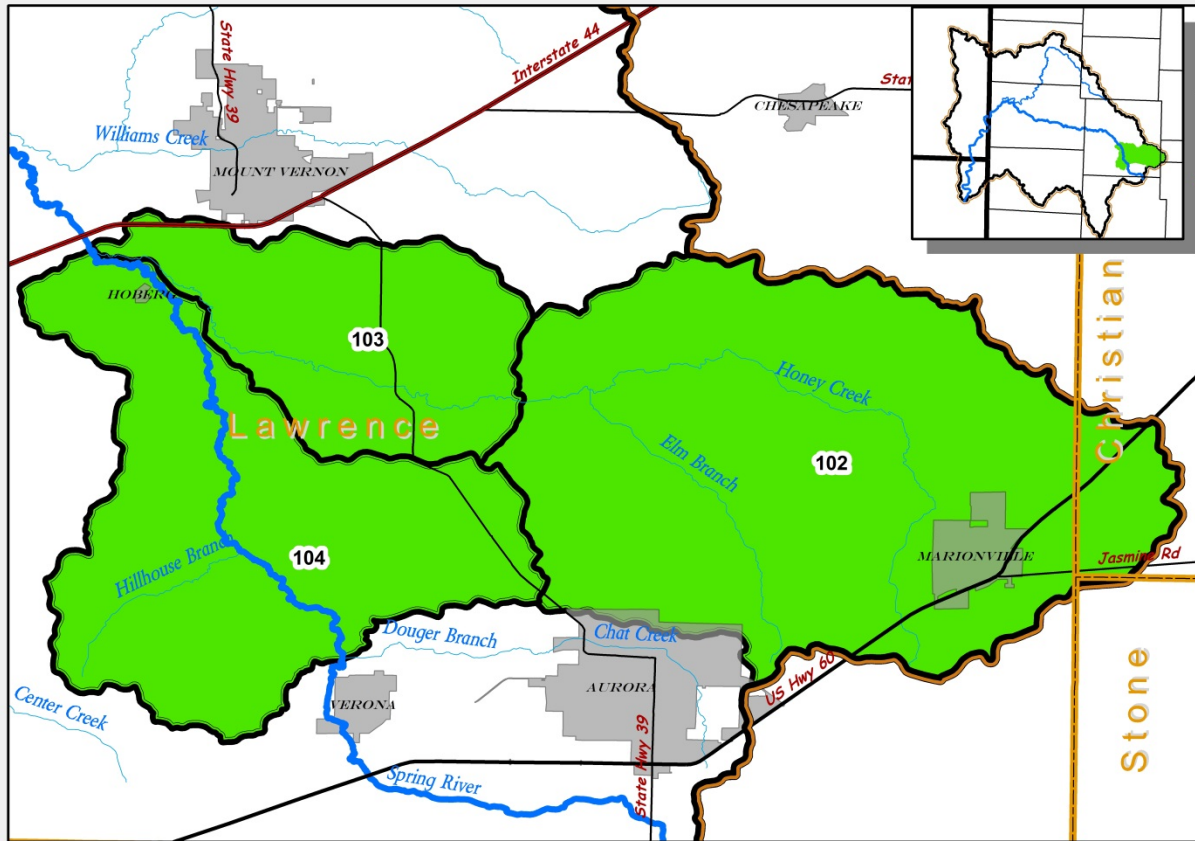 State Hwy 39
Interstate 44
CHESAPEAKE
Stat
Williams Creek
MOUNT VERNON
HOBERG
103
Lawrence
Honey Creek
Elm Branch
102
Christian
MARIONVILLE
Jasmine Rd
Hillhouse Branch
104
Douger Branch
Chat Creek
AURORA
US Hwy 60
VERONA
Center Creek
Spring River
State Hwy 39
Stone